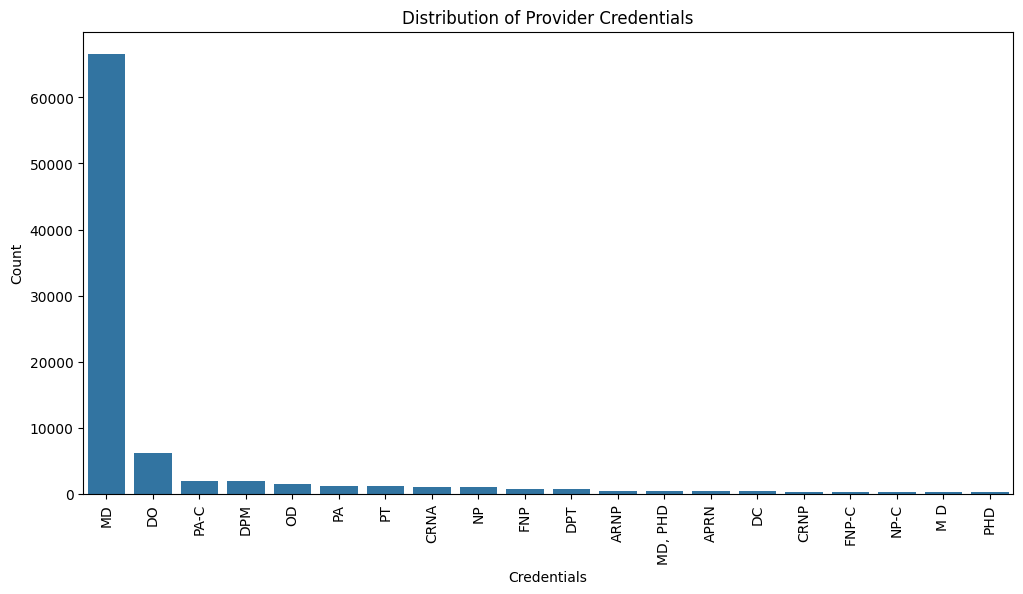 Distribution of Provider Credentials
Count
60000
50000
40000
30000
20000
10000
0
MD
DO
PA-C
DPM
OD
PA
PT
CRNA
NP
FNP
DPT
ARNP
MD, PHD
APRN
DC
CRNP
FNP-C
NP-C
M D
PHD
Credentials